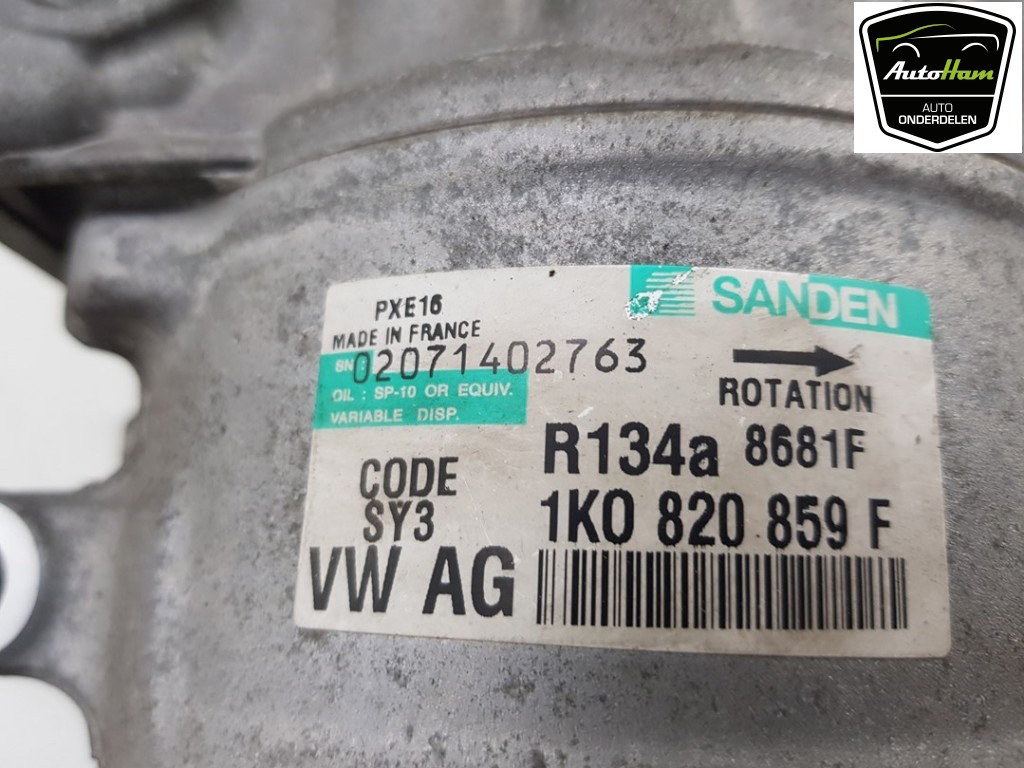 AutoHam
AUTO
ONDERDELEN
SANDEN
PXE16
MADE IN FRANCE
SN: 02071402763
OIL : SP-10 OR EQUIV.
VARIABLE DISP.
ROTATION
R134a 8681F
CODE
SY3
1K0 820 859 F
VW AG